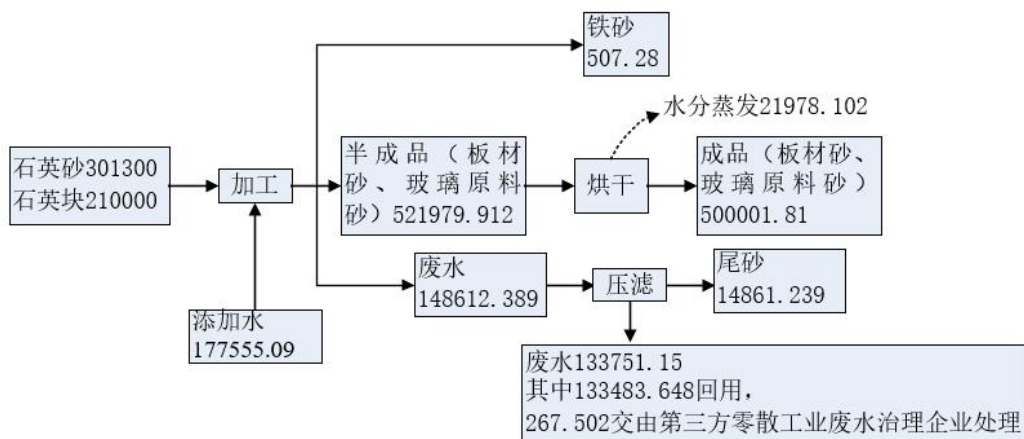 铁砂
507.28
水分蒸发21978.102
石英砂301300
石英块210000
加工
半成品（板材
砂、玻璃原料
砂）521979.912
烘干
成品（板材砂、
玻璃原料砂）
500001.81
添加水
177555.09
废水
148612.389
压滤
尾砂
14861.239
废水133751.15
其中133483.648回用，
267.502交由第三方零散工业废水治理企业处理